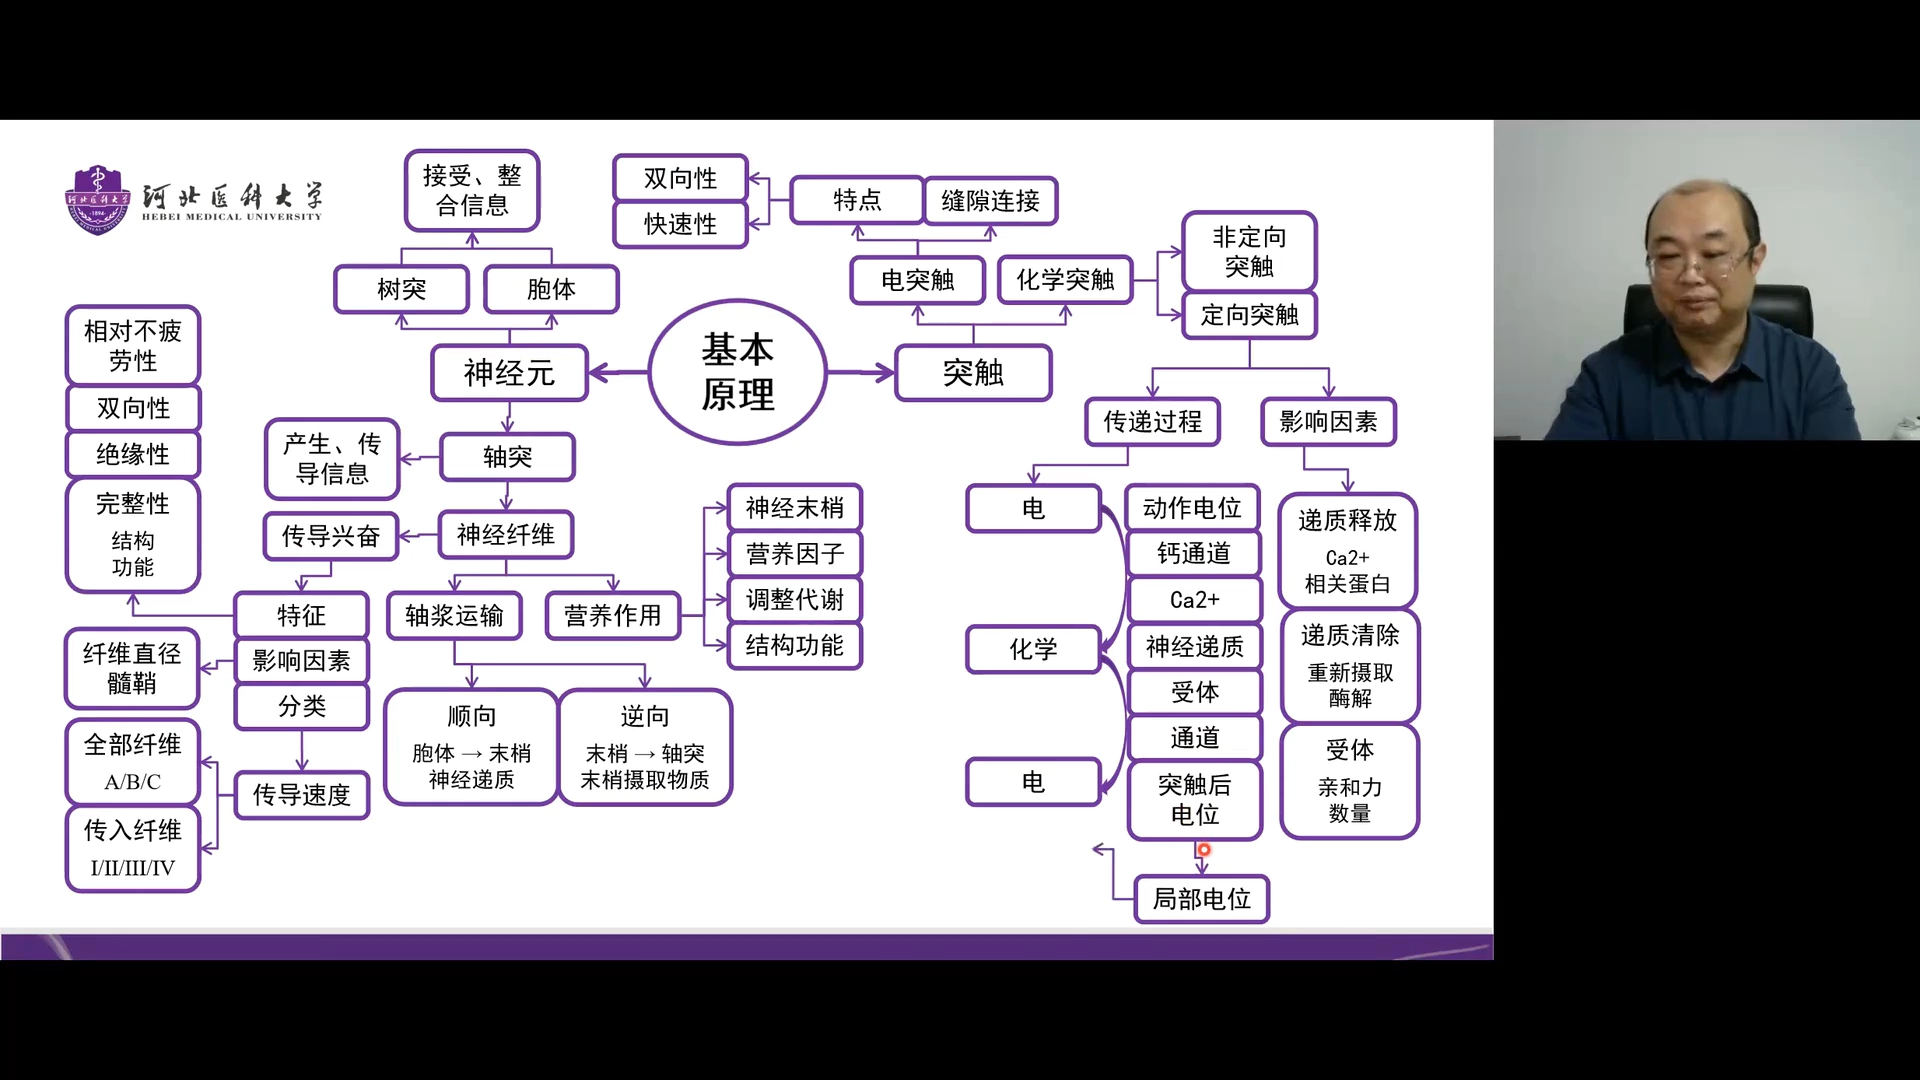 河北医科大学
HEBEI MEDICAL UNIVERSITY
接受、整
合信息
树突
胞体
神经元
基本
原理
突触
双向性
快速性
特点
缝隙连接
电突触
化学突触
非定向
突触
定向突触
相对不疲
劳性
双向性
绝缘性
完整性
结构
功能
产生、传
导信息
轴突
传导兴奋
神经纤维
特征
影响因素
分类
纤维直径
髓鞘
全部纤维
A/B/C
传入纤维
I/II/III/IV
传导速度
轴浆运输
营养作用
神经末梢
营养因子
调整代谢
结构功能
顺向
胞体 → 末梢
神经递质
逆向
末梢 → 轴突
末梢摄取物质
传递过程
影响因素
电
化学
电
动作电位
钙通道
Ca2+
神经递质
受体
通道
突触后
电位
局部电位
递质释放
Ca2+
相关蛋白
递质清除
重新摄取
酶解
受体
亲和力
数量